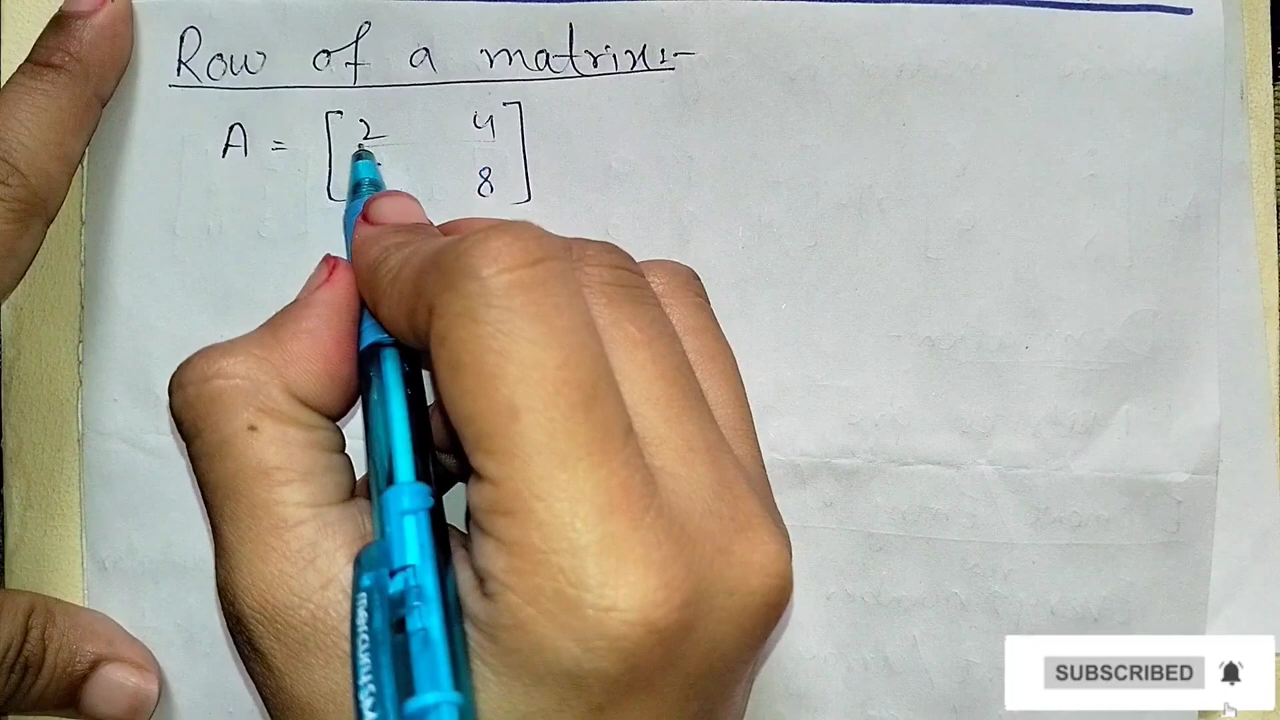 Row of a matrix:-
A = [ 2 4
8 ]
SUBSCRIBED